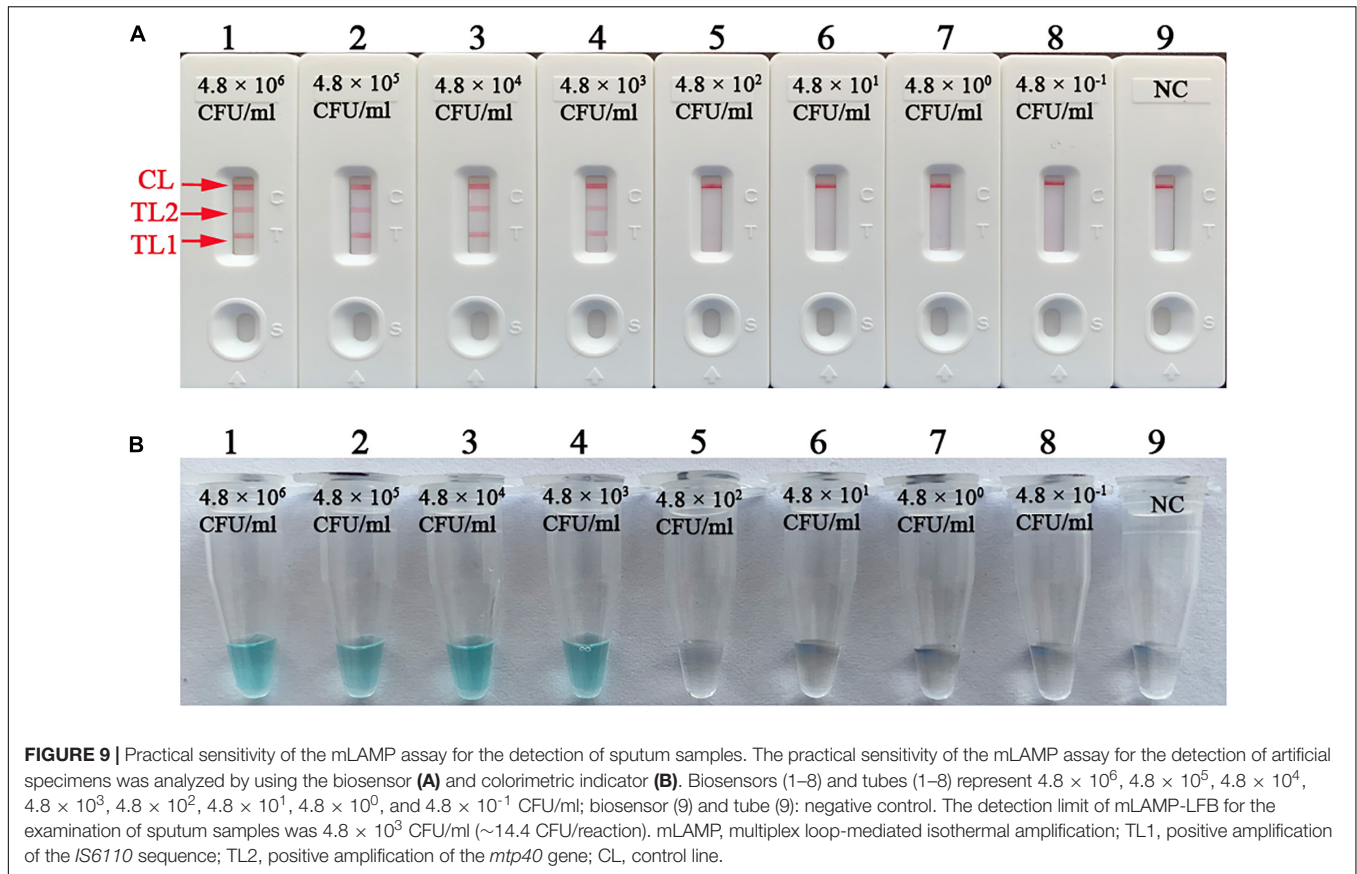 A
1 2 3 4 5 6 7 8 9
4.8 × 10⁶ 4.8 × 10⁵ 4.8 × 10⁴ 4.8 × 10³ 4.8 × 10² 4.8 × 10¹ 4.8 × 10⁰ 4.8 × 10⁻¹ NC
CFU/ml CFU/ml CFU/ml CFU/ml CFU/ml CFU/ml CFU/ml CFU/ml
CL C C C C C C C C C
TL2
TL1 T T T T T T T T T
S S S S S S S S S
B
1 2 3 4 5 6 7 8 9
4.8 × 10⁶ 4.8 × 10⁵ 4.8 × 10⁴ 4.8 × 10³ 4.8 × 10² 4.8 × 10¹ 4.8 × 10⁰ 4.8 × 10⁻¹ NC
CFU/ml CFU/ml CFU/ml CFU/ml CFU/ml CFU/ml CFU/ml CFU/ml
FIGURE 9 | Practical sensitivity of the mLAMP assay for the detection of sputum samples. The practical sensitivity of the mLAMP assay for the detection of artificial
specimens was analyzed by using the biosensor (A) and colorimetric indicator (B). Biosensors (1–8) and tubes (1–8) represent 4.8 × 10⁶, 4.8 × 10⁵, 4.8 × 10⁴,
4.8 × 10³, 4.8 × 10², 4.8 × 10¹, 4.8 × 10⁰, and 4.8 × 10⁻¹ CFU/ml; biosensor (9) and tube (9): negative control. The detection limit of mLAMP-LFB for the
examination of sputum samples was 4.8 × 10³ CFU/ml (~14.4 CFU/reaction). mLAMP, multiplex loop-mediated isothermal amplification; TL1, positive amplification
of the IS6110 sequence; TL2, positive amplification of the mtp40 gene; CL, control line.